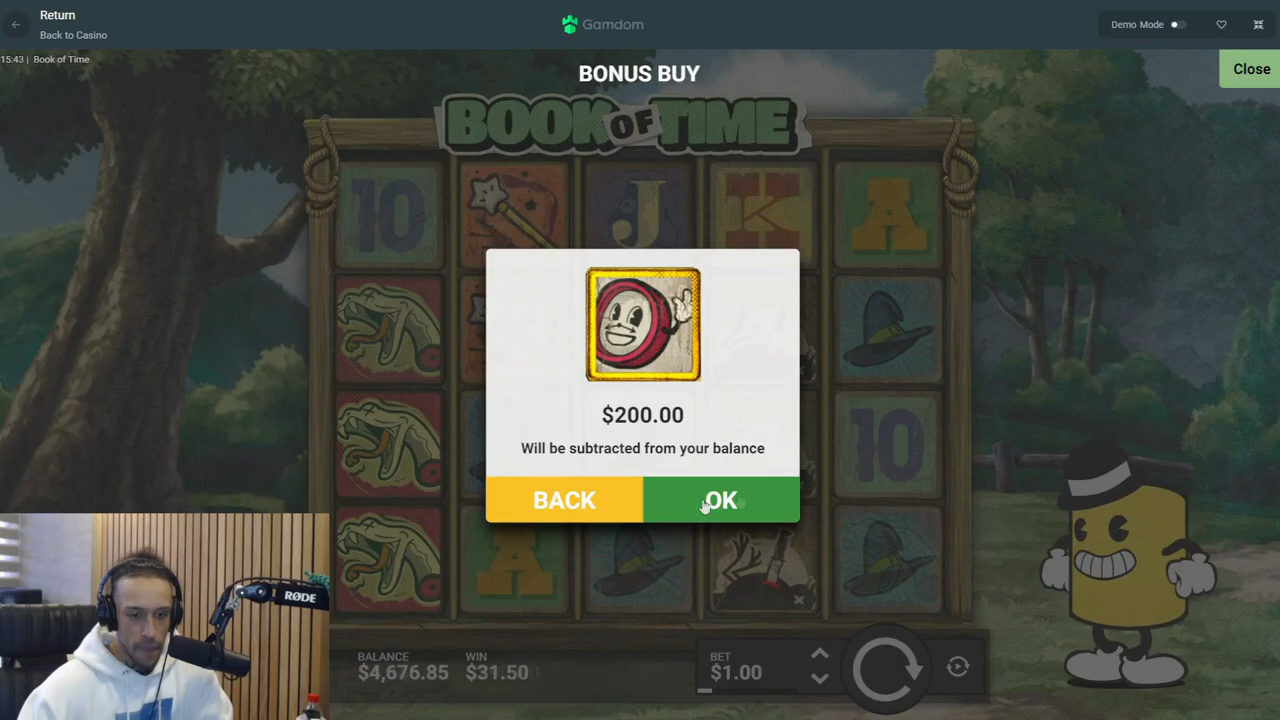 Return
Back to Casino
Gamdom
Demo Mode
15:43 | Book of Time
BONUS BUY
Close
BOOK OF TIME
10
J
K
A
$200.00
Will be subtracted from your balance
10
BACK
OK
A
RØDE
BALANCE
$4,676.85
WIN
$31.50
BET
$1.00